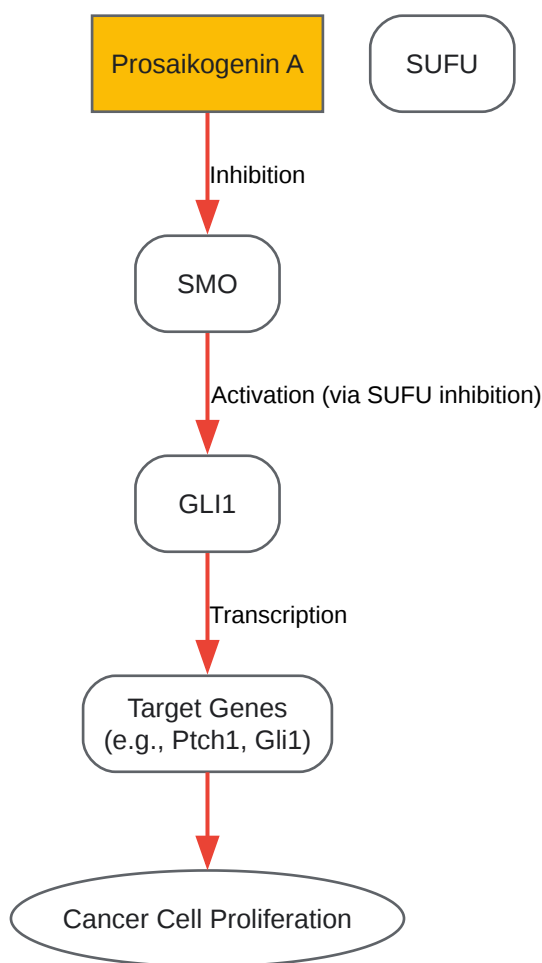 Prosaikogenin A
SUFU
Inhibition
SMO
Activation (via SUFU inhibition)
GLI1
Transcription
Target Genes
(e.g., Ptch1, Gli1)
Cancer Cell Proliferation